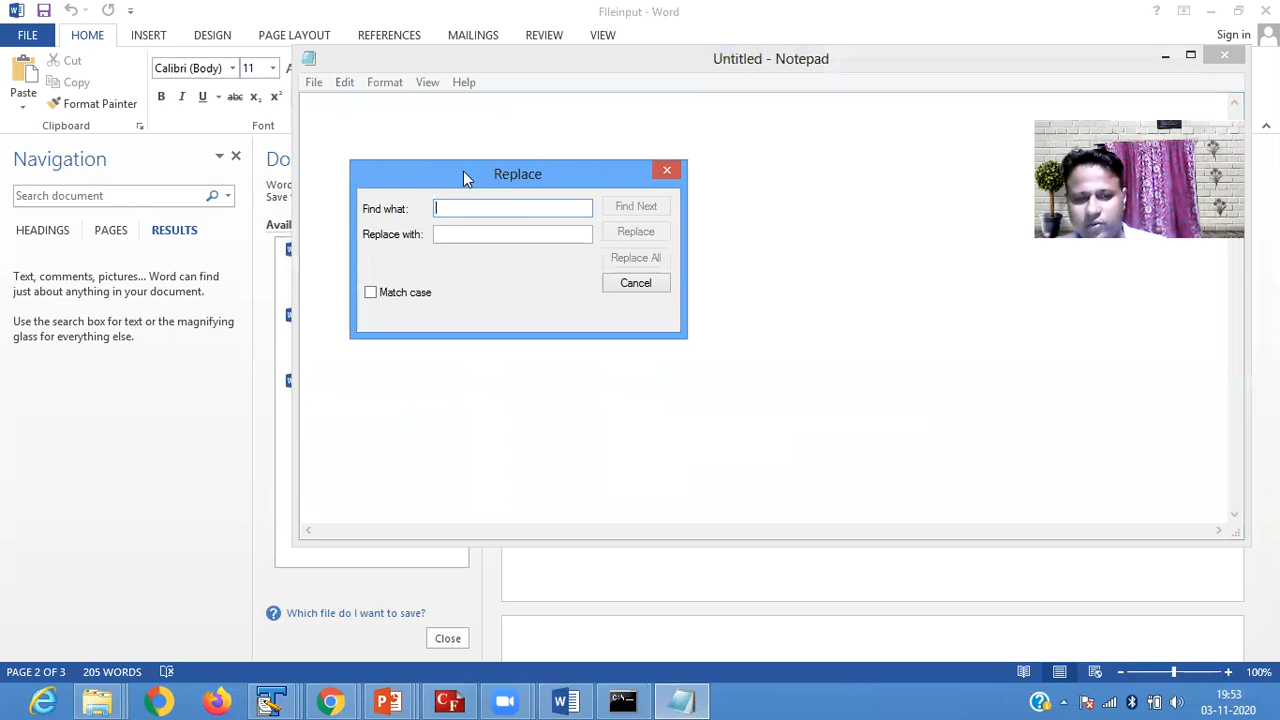 FIleinput - Word
FILE HOME INSERT DESIGN PAGE LAYOUT REFERENCES MAILINGS REVIEW VIEW Sign in
Untitled - Notepad
Cut
Calibri (Body) 11
Copy
File Edit Format View Help
Paste
Format Painter
B I U abc x₂ x²
Clipboard Font
Navigation
Replace
Search document
Find what: Find Next
Replace with: Replace
HEADINGS PAGES RESULTS
Replace All
Cancel
Match case
Text, comments, pictures... Word can find
just about anything in your document.
Use the search box for text or the magnifying
glass for everything else.
Which file do I want to save?
Close
PAGE 2 OF 3 205 WORDS 100%
19:53
03-11-2020